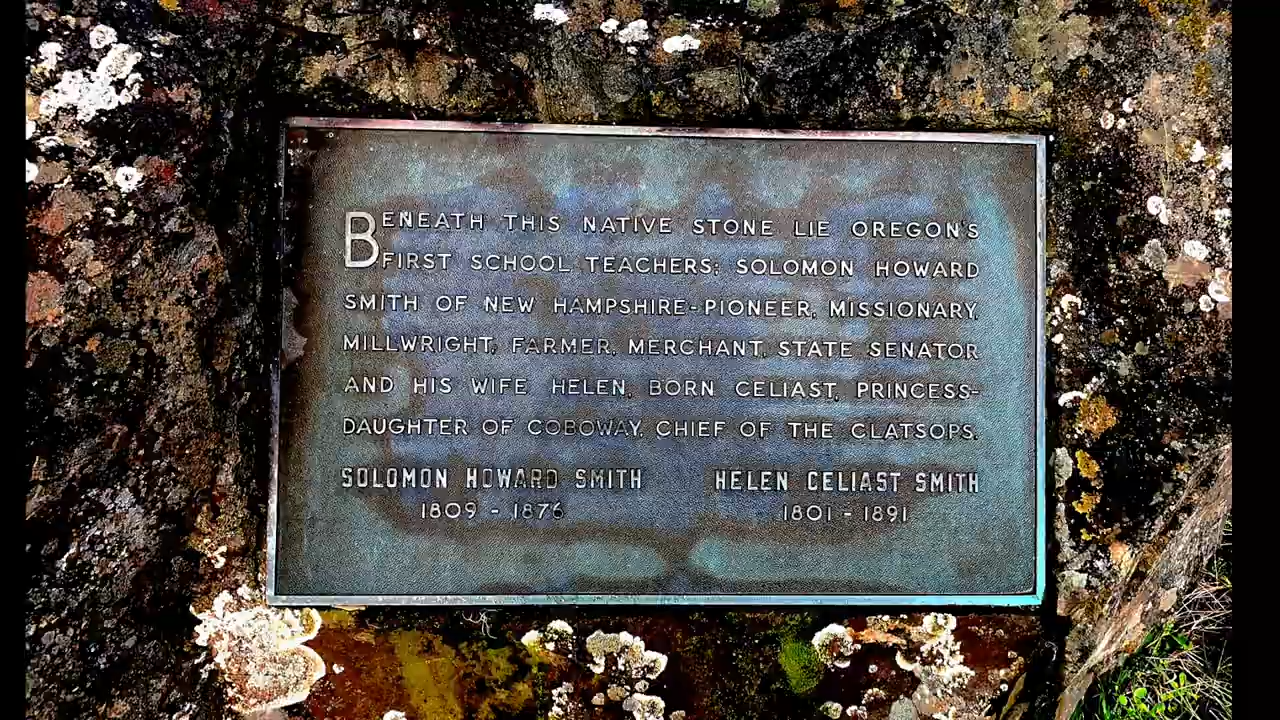 BENEATH THIS NATIVE STONE LIE OREGON'S
FIRST SCHOOL TEACHERS; SOLOMON HOWARD
SMITH OF NEW HAMPSHIRE-PIONEER, MISSIONARY,
MILLWRIGHT, FARMER, MERCHANT, STATE SENATOR
AND HIS WIFE HELEN, BORN CELIAST, PRINCESS-
DAUGHTER OF COBOWAY, CHIEF OF THE CLATSOPS.
SOLOMON HOWARD SMITH HELEN CELIAST SMITH
1809 - 1876 1801 - 1891